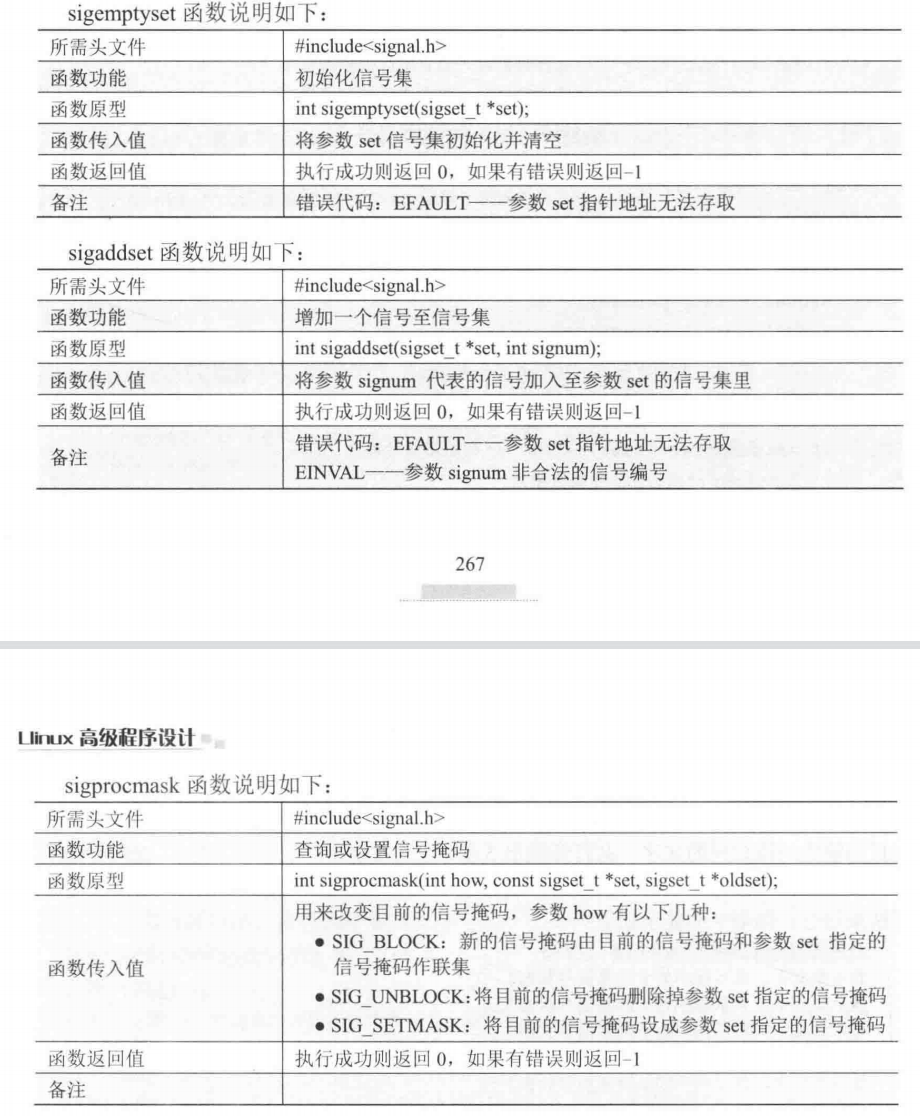 sigemptyset 函数说明如下：
所需头文件 #include<signal.h>
函数功能 初始化信号集
函数原型 int sigemptyset(sigset_t *set);
函数传入值 将参数 set 信号集初始化并清空
函数返回值 执行成功则返回 0，如果有错误则返回–1
备注 错误代码：EFAULT——参数 set 指针地址无法存取
sigaddset 函数说明如下：
所需头文件 #include<signal.h>
函数功能 增加一个信号至信号集
函数原型 int sigaddset(sigset_t *set, int signum);
函数传入值 将参数 signum 代表的信号加入至参数 set 的信号集里
函数返回值 执行成功则返回 0，如果有错误则返回–1
备注 错误代码：EFAULT——参数 set 指针地址无法存取
EINVAL——参数 signum 非合法的信号编号
267
Llinux 高级程序设计
sigprocmask 函数说明如下：
所需头文件 #include<signal.h>
函数功能 查询或设置信号掩码
函数原型 int sigprocmask(int how, const sigset_t *set, sigset_t *oldset);
函数传入值 用来改变目前的信号掩码，参数 how 有以下几种：
● SIG_BLOCK：新的信号掩码由目前的信号掩码和参数 set 指定的
信号掩码作联集
● SIG_UNBLOCK：将目前的信号掩码删除掉参数 set 指定的信号掩码
● SIG_SETMASK：将目前的信号掩码设成参数 set 指定的信号掩码
函数返回值 执行成功则返回 0，如果有错误则返回–1
备注